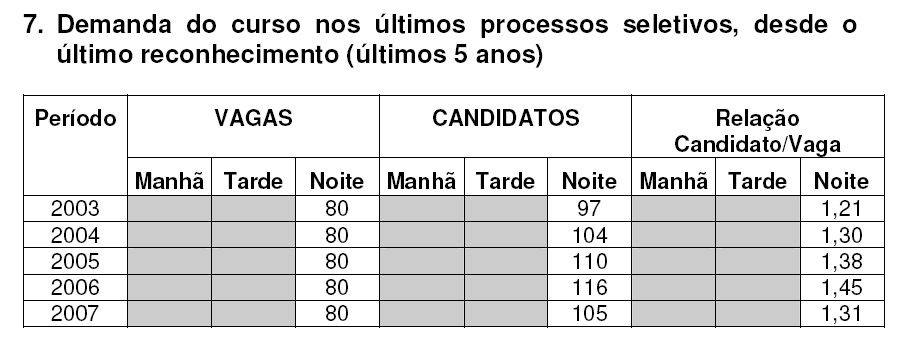 7. Demanda do curso nos últimos processos seletivos, desde o
último reconhecimento (últimos 5 anos)
Período VAGAS CANDIDATOS Relação
Candidato/Vaga
Manhã Tarde Noite Manhã Tarde Noite Manhã Tarde Noite
2003 80 97 1,21
2004 80 104 1,30
2005 80 110 1,38
2006 80 116 1,45
2007 80 105 1,31